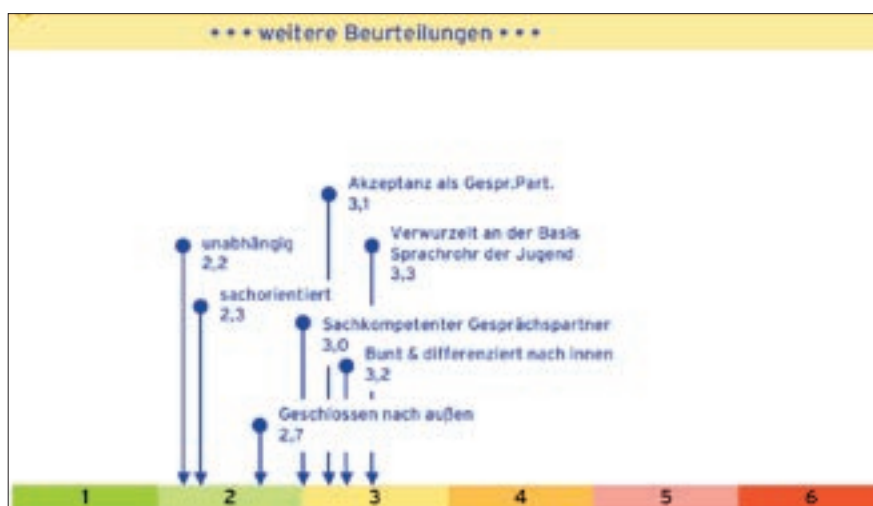 • • • weitere Beurteilungen • • •
Akzeptanz als Gespr.Part.
3,1
unabhängig
2,2
Verwurzelt an der Basis
Sprachrohr der Jugend
3,3
sachorientiert
2,3
Sachkompetenter Gesprächspartner
3,0
Bunt & differenziert nach innen
3,2
Geschlossen nach außen
2,7
1 2 3 4 5 6